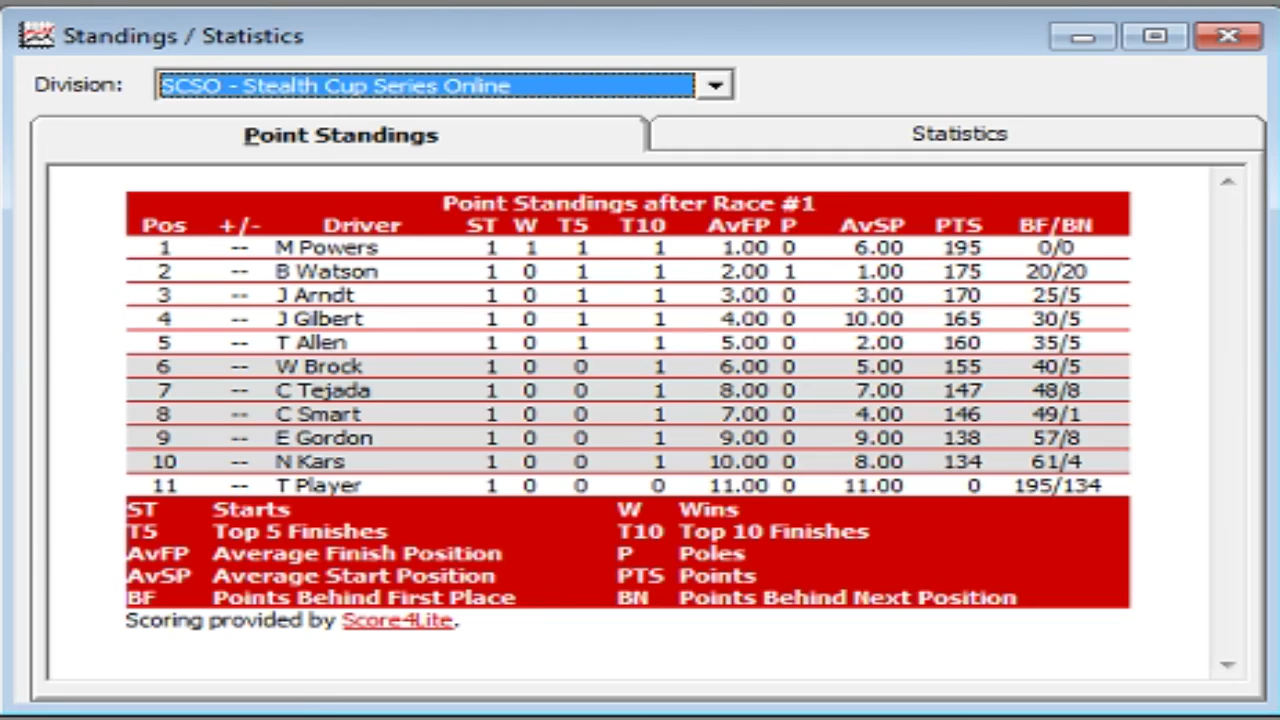 Standings / Statistics
Division: SCSO - Stealth Cup Series Online
Point Standings Statistics
Point Standings after Race #1
Pos +/- Driver ST W T5 T10 AvFP P AvSP PTS BF/BN
1 -- M Powers 1 1 1 1 1.00 0 6.00 195 0/0
2 -- B Watson 1 0 1 1 2.00 1 1.00 175 20/20
3 -- J Arndt 1 0 1 1 3.00 0 3.00 170 25/5
4 -- J Gilbert 1 0 1 1 4.00 0 10.00 165 30/5
5 -- T Allen 1 0 1 1 5.00 0 2.00 160 35/5
6 -- W Brock 1 0 0 1 6.00 0 5.00 155 40/5
7 -- C Tejada 1 0 0 1 8.00 0 7.00 147 48/8
8 -- C Smart 1 0 0 1 7.00 0 4.00 146 49/1
9 -- E Gordon 1 0 0 1 9.00 0 9.00 138 57/8
10 -- N Kars 1 0 0 1 10.00 0 8.00 134 61/4
11 -- T Player 1 0 0 0 11.00 0 11.00 0 195/134
ST Starts W Wins
T5 Top 5 Finishes T10 Top 10 Finishes
AvFP Average Finish Position P Poles
AvSP Average Start Position PTS Points
BF Points Behind First Place BN Points Behind Next Position
Scoring provided by Score4Lite.